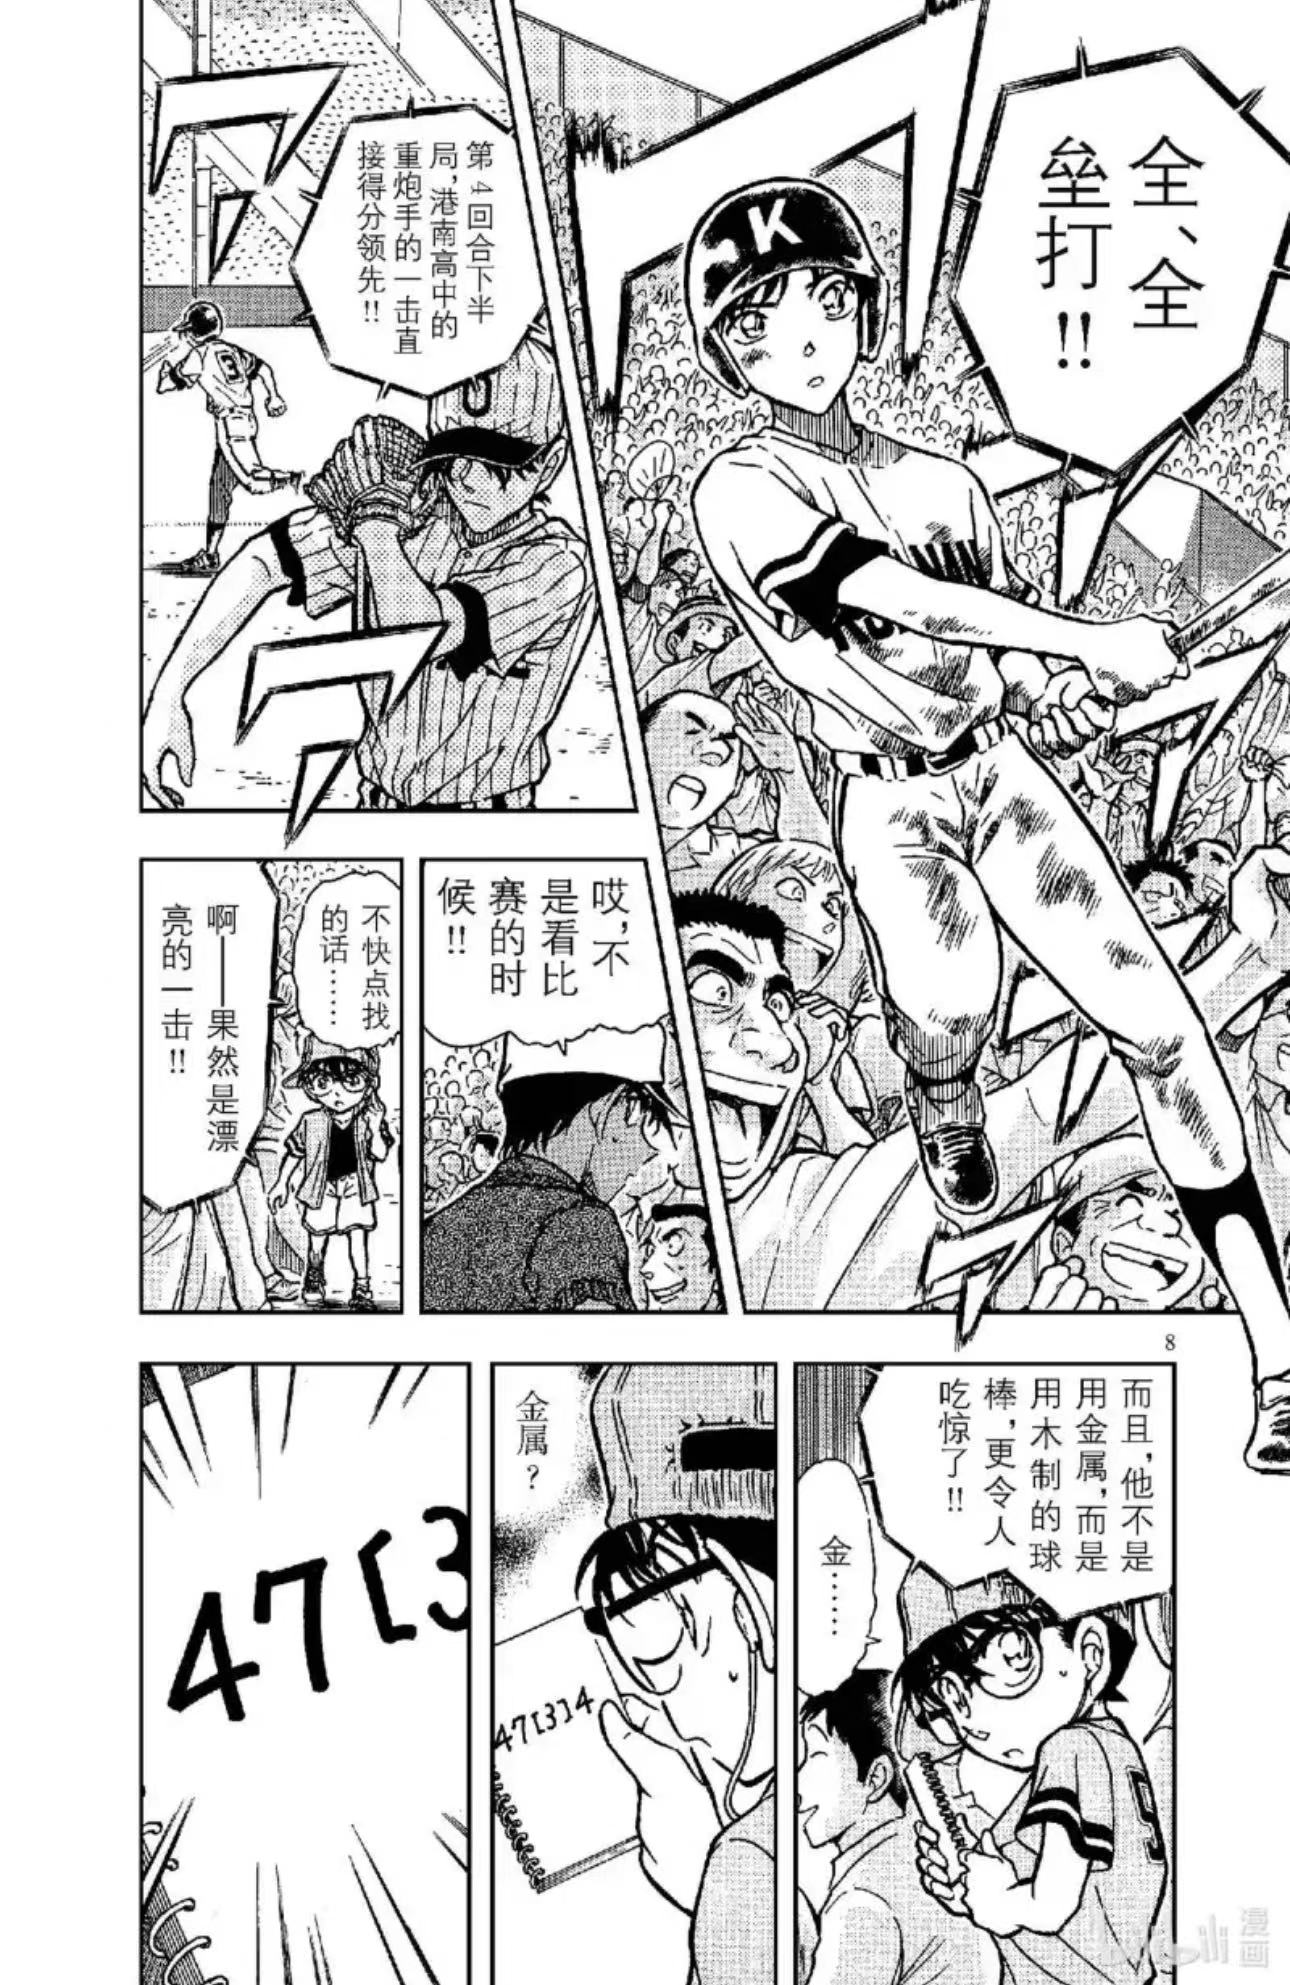 全、全
垒打!!
K
第4回合下半
局,港南高中的
重炮手的一击直
接得分领先!!
3
哎,不
是看比
赛的时
候!!
不快点找
的话……
啊——果然是漂
亮的一击!!
8
而且,他不是
用金属,而是
用木制的球
棒,更令人
吃惊了!!
金……
5
金属?
47[3]4
47[3
bilibili
漫画